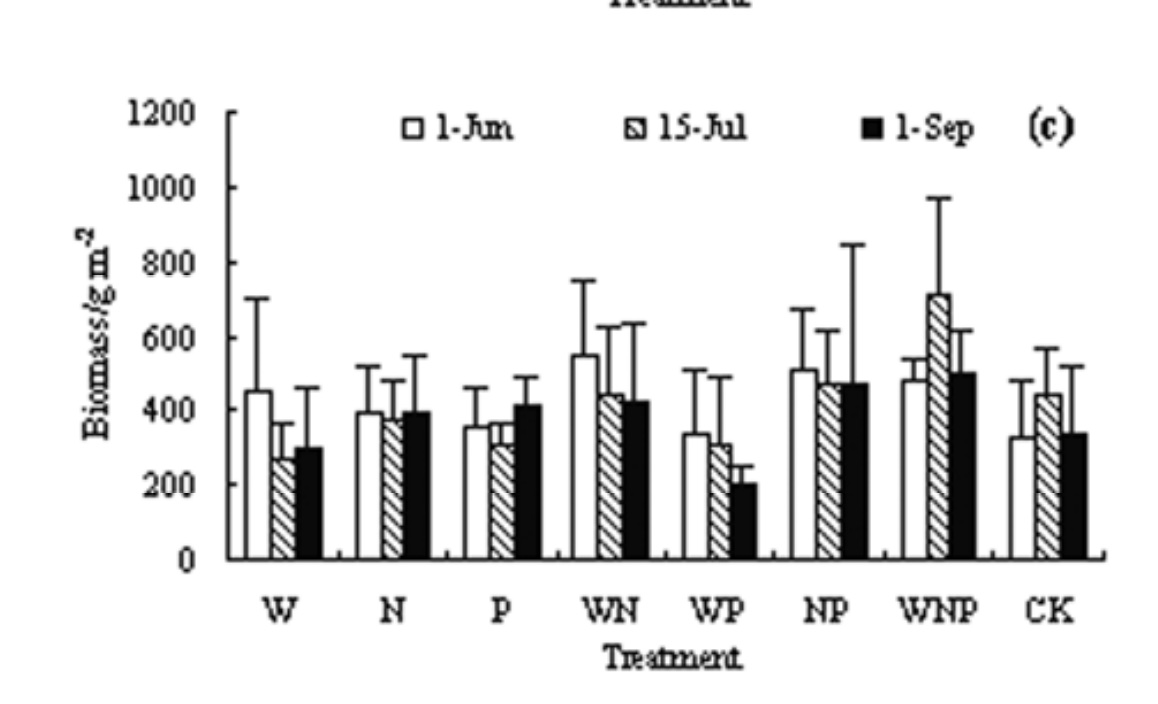 Treatment
1200
1-Jun 15-Jul 1-Sep (c)
1000
800
600
400
200
0
Biomass/g m-2
W N P WN WP NP WNP CK
Treatment